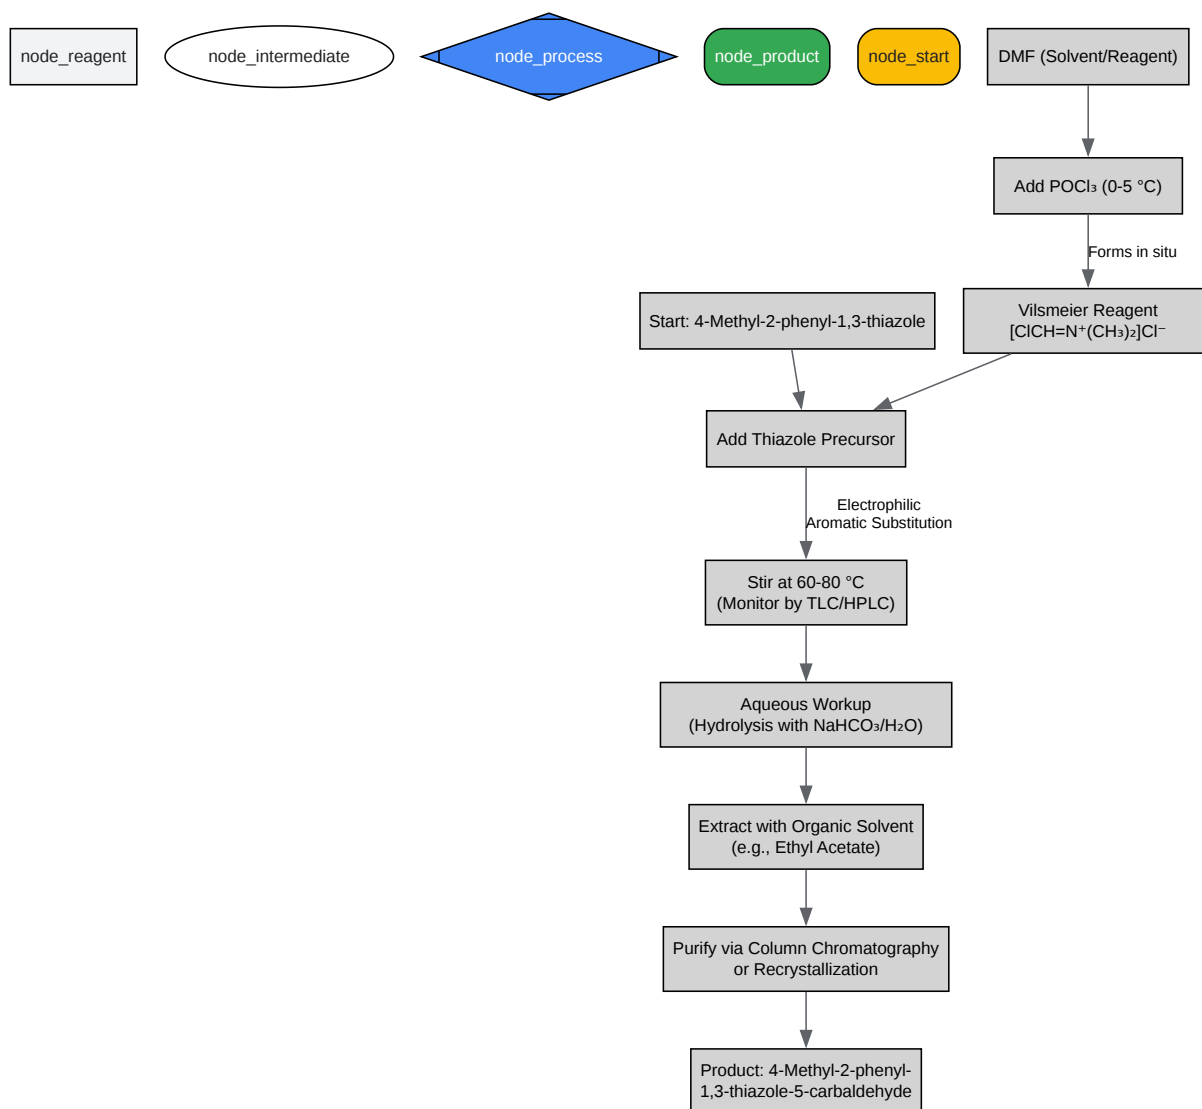 node_reagent
node_intermediate
node_process
node_product
node_start
DMF (Solvent/Reagent)
Add POCl₃ (0-5 °C)
Forms in situ
Start: 4-Methyl-2-phenyl-1,3-thiazole
Vilsmeier Reagent
[ClCH=N⁺(CH₃)₂]Cl⁻
Add Thiazole Precursor
Electrophilic
Aromatic Substitution
Stir at 60-80 °C
(Monitor by TLC/HPLC)
Aqueous Workup
(Hydrolysis with NaHCO₃/H₂O)
Extract with Organic Solvent
(e.g., Ethyl Acetate)
Purify via Column Chromatography
or Recrystallization
Product: 4-Methyl-2-phenyl-
1,3-thiazole-5-carbaldehyde